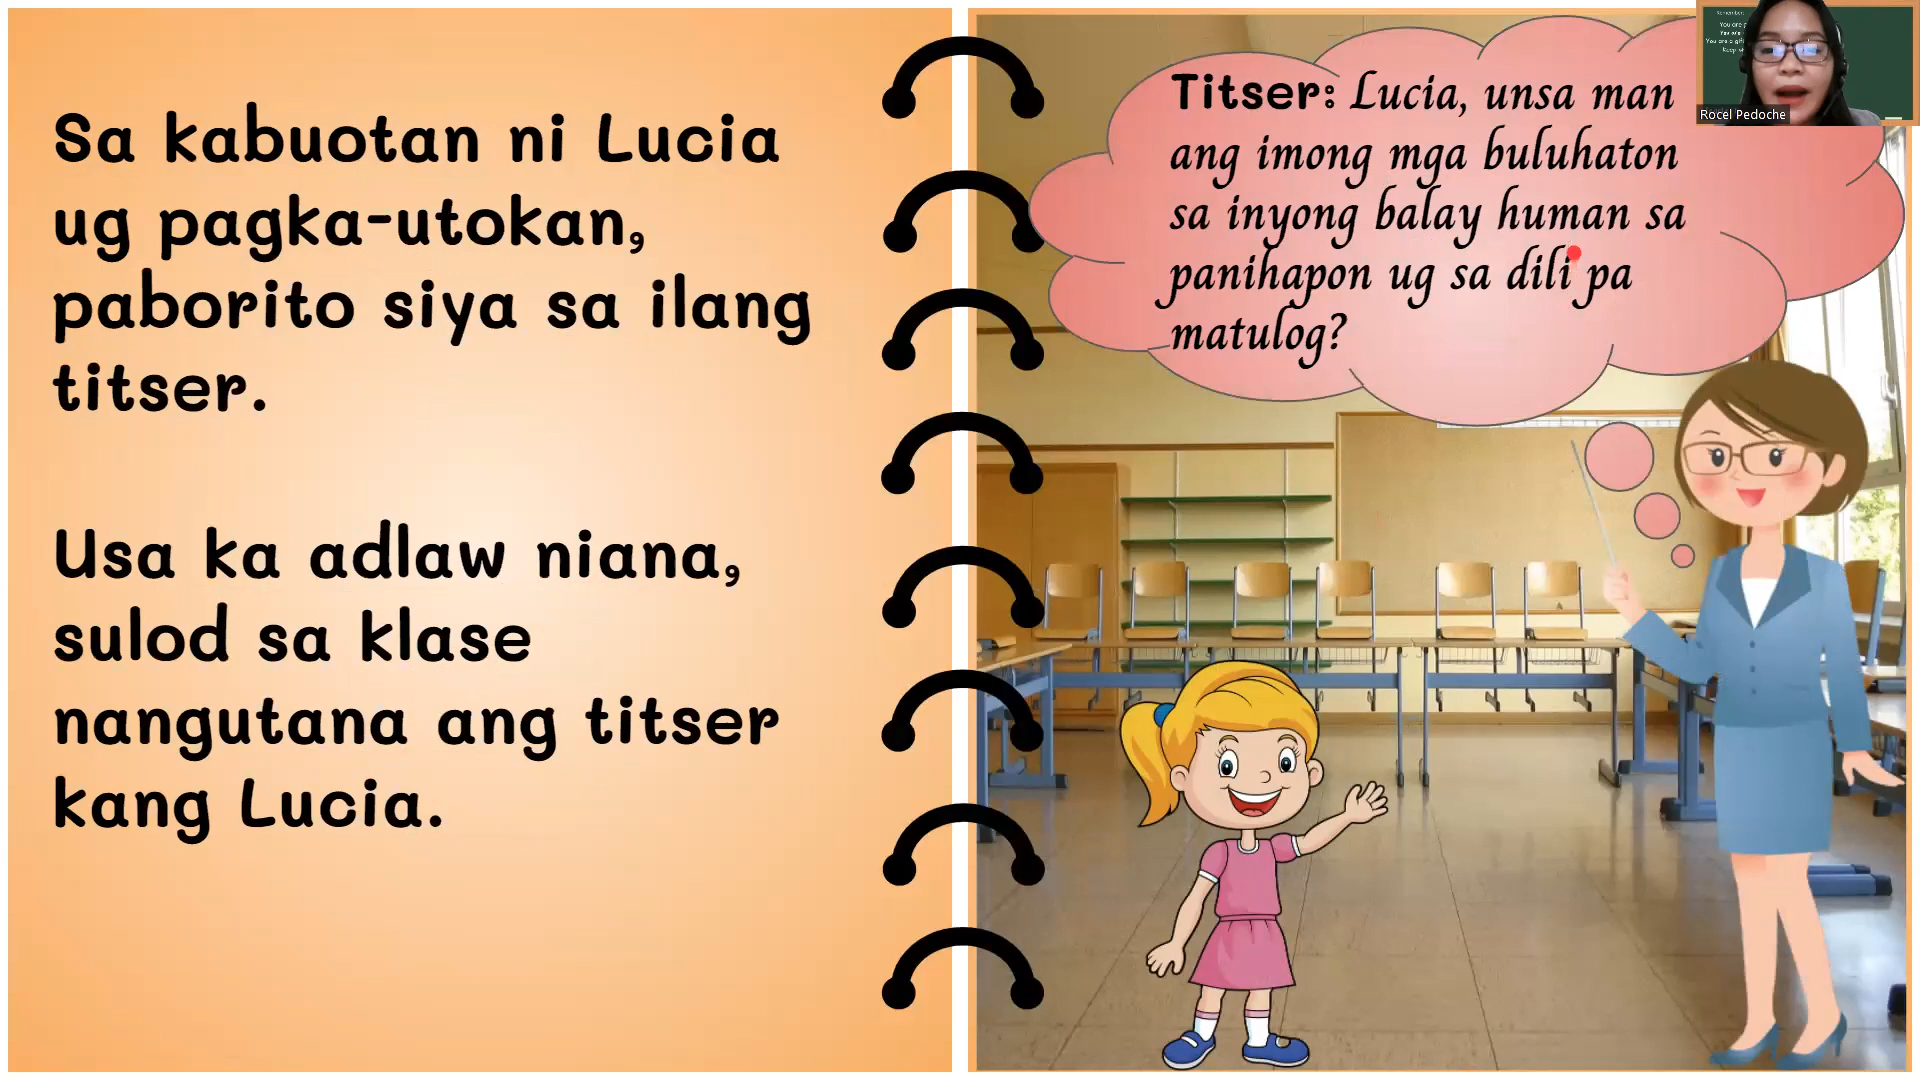 Sa kabuotan ni Lucia
ug pagka-utokan,
paborito siya sa ilang
titser.
Usa ka adlaw niana,
sulod sa klase
nangutana ang titser
kang Lucia.
Titser: Lucia, unsa man
ang imong mga buluhaton
sa inyong balay human sa
panihapon ug sa dili pa
matulog?
Remember:
Rocel Pedoche